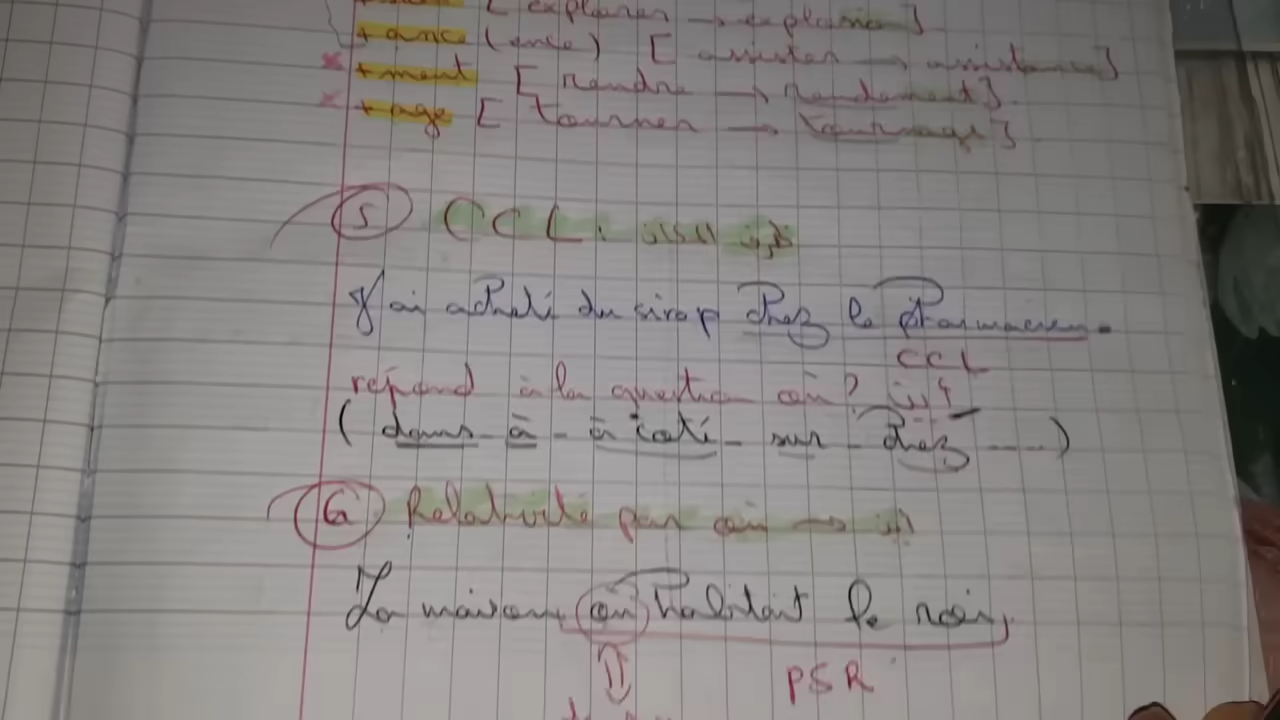 [explorer → explorie]
+ ance (ence) [assister → assistance]
× + ment [Rendre → Rendement].
× + age [Tourner → Tournage]
5 CCL:
J'ai acheté du sirop chez le pharmacien.
CCL
répond à la question où?
(dans - à - à côté - sur - chez ......)
6 Relative par où →
La maison, où habitait le roi,
PSR